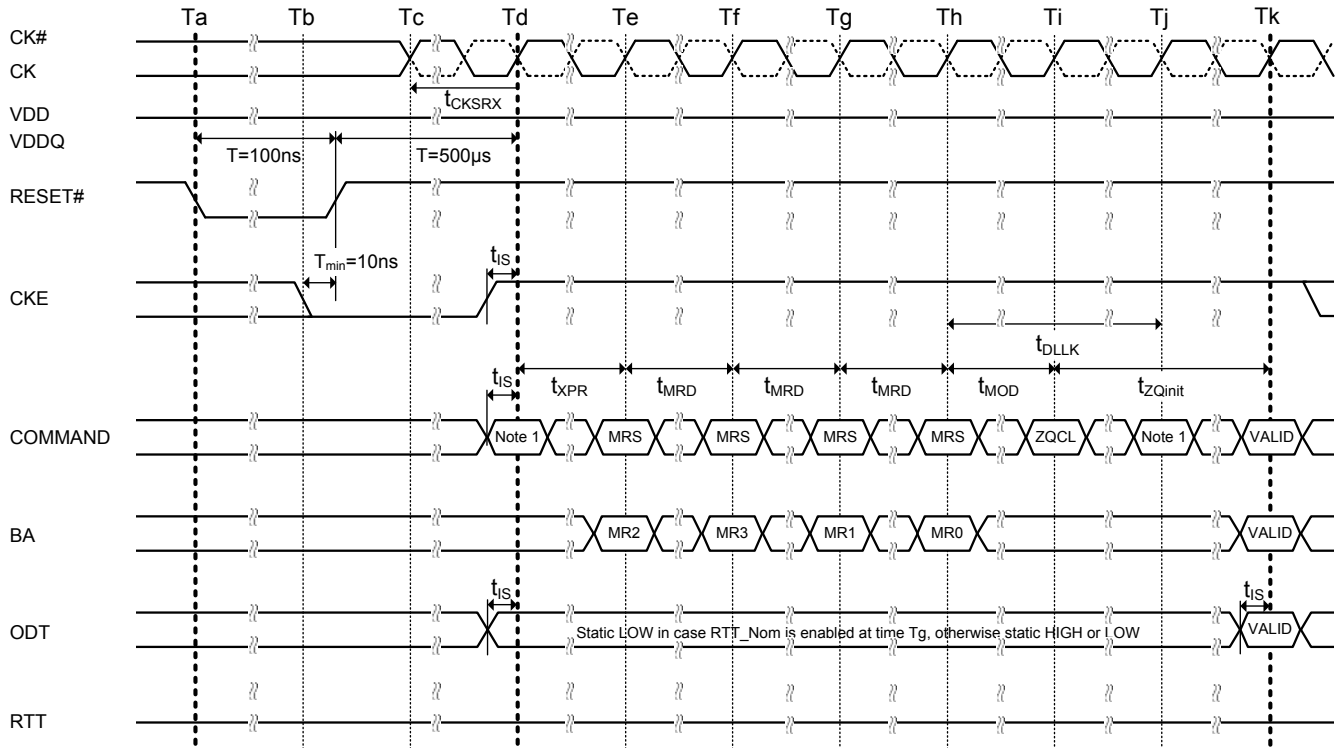 Ta Tb Tc Td Te Tf Tg Th Ti Tj Tk
CK#
CK
tCKSRX
VDD
VDDQ
T=100ns T=500µs
RESET#
Tmin=10ns tIS
CKE
tDLLK
tIS tXPR tMRD tMRD tMRD tMOD tZQinit
COMMAND Note 1 MRS MRS MRS MRS ZQCL Note 1 VALID
BA MR2 MR3 MR1 MR0 VALID
tIS tIS
ODT Static LOW in case RTT_Nom is enabled at time Tg, otherwise static HIGH or LOW VALID
RTT